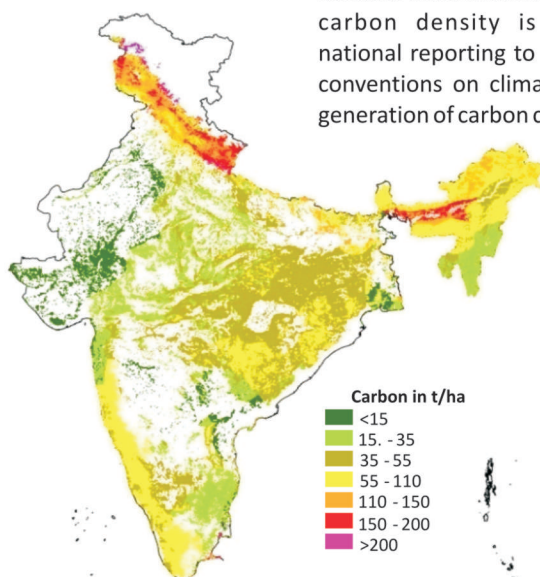 carbon density is
national reporting to
conventions on clima
generation of carbon c
Carbon in t/ha
<15
15. - 35
35 - 55
55 - 110
110 - 150
150 - 200
>200